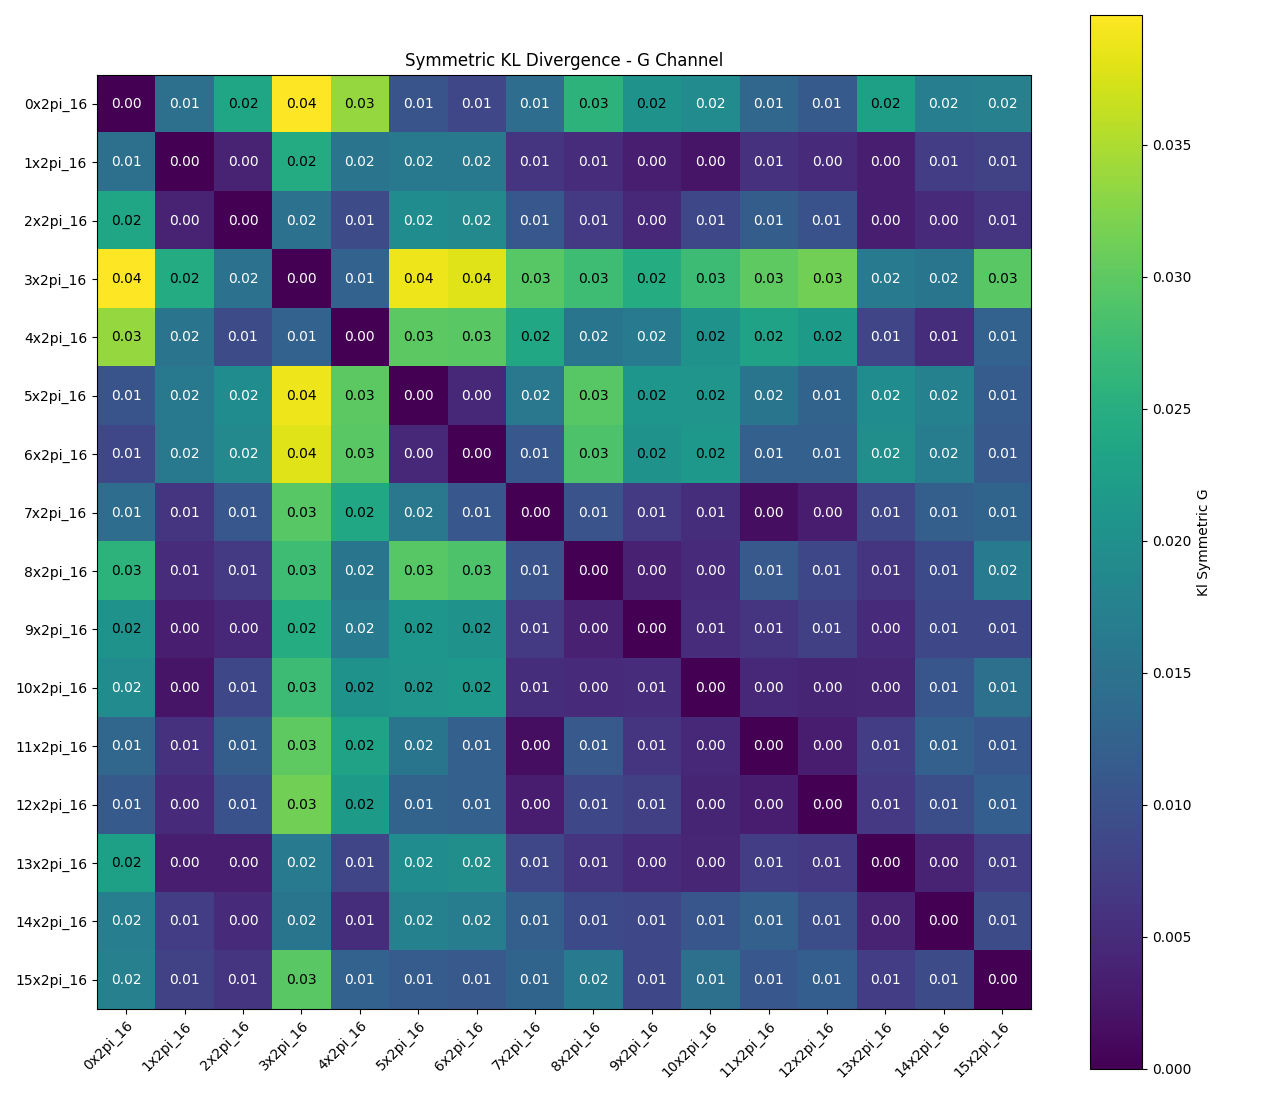 Symmetric KL Divergence - G Channel
0x2pi_16 0.00 0.01 0.02 0.04 0.03 0.01 0.01 0.01 0.03 0.02 0.02 0.01 0.01 0.02 0.02 0.02
1x2pi_16 0.01 0.00 0.00 0.02 0.02 0.02 0.02 0.01 0.01 0.00 0.00 0.01 0.00 0.00 0.01 0.01
2x2pi_16 0.02 0.00 0.00 0.02 0.01 0.02 0.02 0.01 0.01 0.00 0.01 0.01 0.01 0.00 0.00 0.01
3x2pi_16 0.04 0.02 0.02 0.00 0.01 0.04 0.04 0.03 0.03 0.02 0.03 0.03 0.03 0.02 0.02 0.03
4x2pi_16 0.03 0.02 0.01 0.01 0.00 0.03 0.03 0.02 0.02 0.02 0.02 0.02 0.02 0.01 0.01 0.01
5x2pi_16 0.01 0.02 0.02 0.04 0.03 0.00 0.00 0.02 0.03 0.02 0.02 0.02 0.01 0.02 0.02 0.01
6x2pi_16 0.01 0.02 0.02 0.04 0.03 0.00 0.00 0.01 0.03 0.02 0.02 0.01 0.01 0.02 0.02 0.01
7x2pi_16 0.01 0.01 0.01 0.03 0.02 0.02 0.01 0.00 0.01 0.01 0.01 0.00 0.00 0.01 0.01 0.01
8x2pi_16 0.03 0.01 0.01 0.03 0.02 0.03 0.03 0.01 0.00 0.00 0.00 0.01 0.01 0.01 0.01 0.02
9x2pi_16 0.02 0.00 0.00 0.02 0.02 0.02 0.02 0.01 0.00 0.00 0.01 0.01 0.01 0.00 0.01 0.01
10x2pi_16 0.02 0.00 0.01 0.03 0.02 0.02 0.02 0.01 0.00 0.01 0.00 0.00 0.00 0.00 0.01 0.01
11x2pi_16 0.01 0.01 0.01 0.03 0.02 0.02 0.01 0.00 0.01 0.01 0.00 0.00 0.00 0.01 0.01 0.01
12x2pi_16 0.01 0.00 0.01 0.03 0.02 0.01 0.01 0.00 0.01 0.01 0.00 0.00 0.00 0.01 0.01 0.01
13x2pi_16 0.02 0.00 0.00 0.02 0.01 0.02 0.02 0.01 0.01 0.00 0.00 0.01 0.01 0.00 0.00 0.01
14x2pi_16 0.02 0.01 0.00 0.02 0.01 0.02 0.02 0.01 0.01 0.01 0.01 0.01 0.01 0.00 0.00 0.01
15x2pi_16 0.02 0.01 0.01 0.03 0.01 0.01 0.01 0.01 0.02 0.01 0.01 0.01 0.01 0.01 0.01 0.00
0x2pi_16 1x2pi_16 2x2pi_16 3x2pi_16 4x2pi_16 5x2pi_16 6x2pi_16 7x2pi_16 8x2pi_16 9x2pi_16 10x2pi_16 11x2pi_16 12x2pi_16 13x2pi_16 14x2pi_16 15x2pi_16
0.035
0.030
0.025
0.020
0.015
0.010
0.005
0.000
Kl Symmetric G